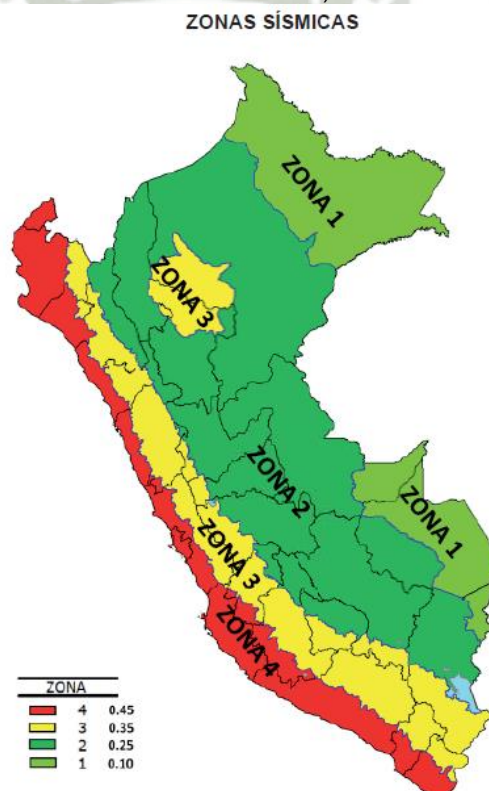 ZONAS SÍSMICAS
ZONA 1
ZONA 3
ZONA 2
ZONA 1
ZONA 3
ZONA 4
ZONA
4 0.45
3 0.35
2 0.25
1 0.10